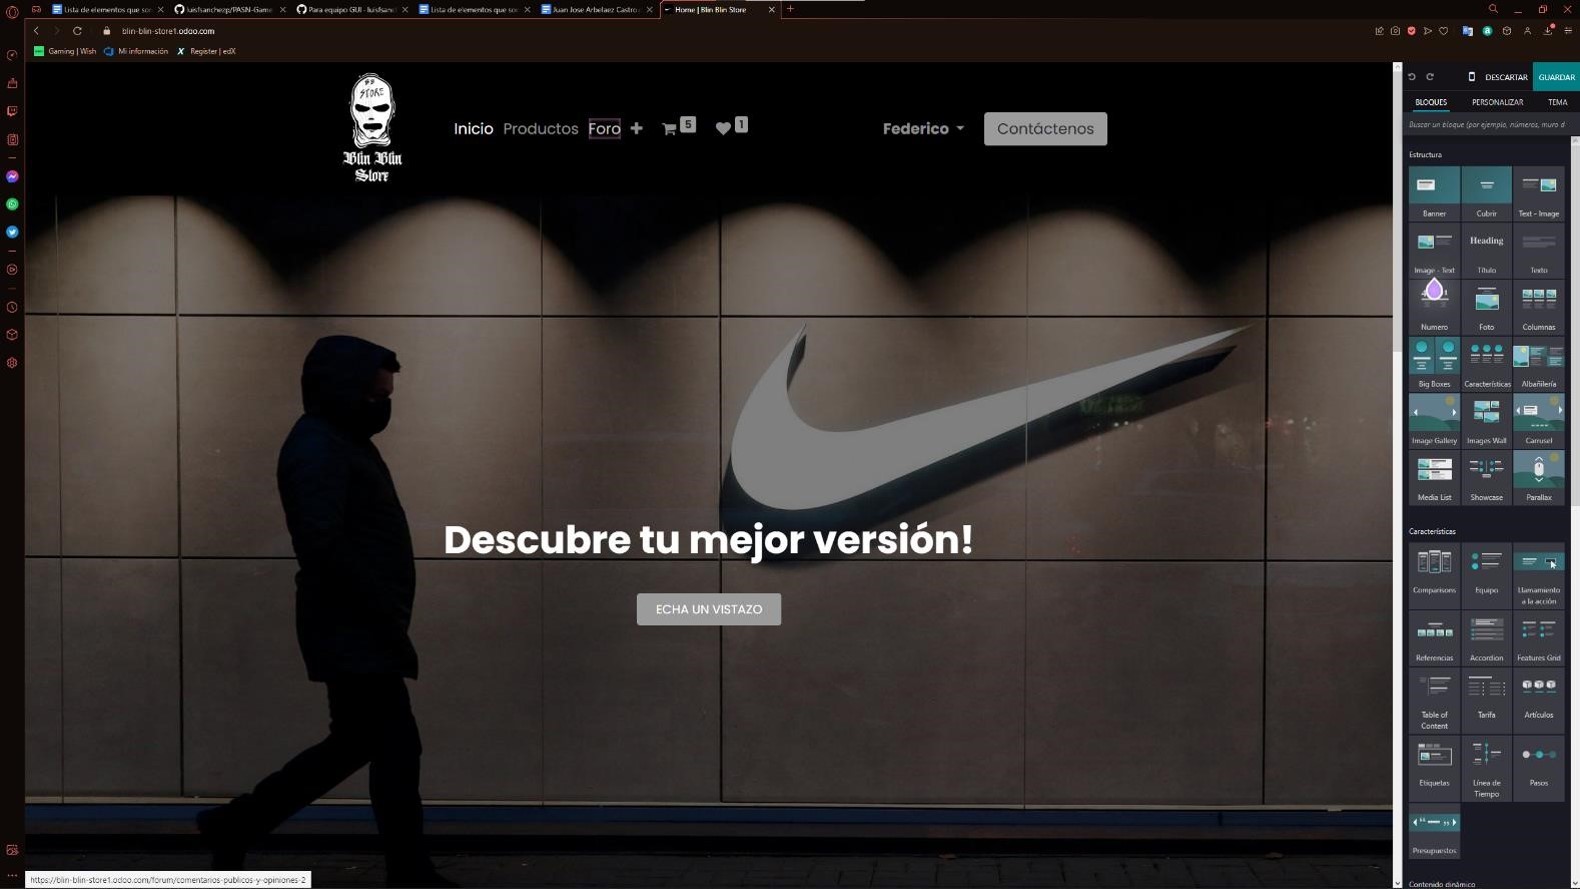 Lista de elementos que so
luisfsanchezp/PASN-Game
Para equipo GUI - luisfsanc
Lista de elementos que so
Juan Jose Arbelaez Castro
Home | Blin Blin Store
blin-blin-store1.odoo.com
Gaming | Wish
Mi información
Register | edX
DESCARTAR
GUARDAR
BLOQUES
PERSONALIZAR
TEMA
Buscar un bloque (por ejemplo, números, muro d
BB
STORE
Blin Blin
Store
Inicio
Productos
Foro
5
1
Federico
Contáctenos
Descubre tu mejor versión!
ECHA UN VISTAZO
Estructura
Banner
Cubrir
Text - Image
Image - Text
Heading
Título
Texto
Numero
Foto
Columnas
Big Boxes
Características
Albañilería
Image Gallery
Images Wall
Carrusel
Media List
Showcase
Parallax
Características
Comparisons
Equipo
Llamamiento
a la acción
Referencias
Accordion
Features Grid
Table of
Content
Tarifa
Artículos
Etiquetas
Línea de
Tiempo
Pasos
Presupuestos
Contenido dinámico
https://blin-blin-store1.odoo.com/forum/comentarios-publicos-y-opiniones-2